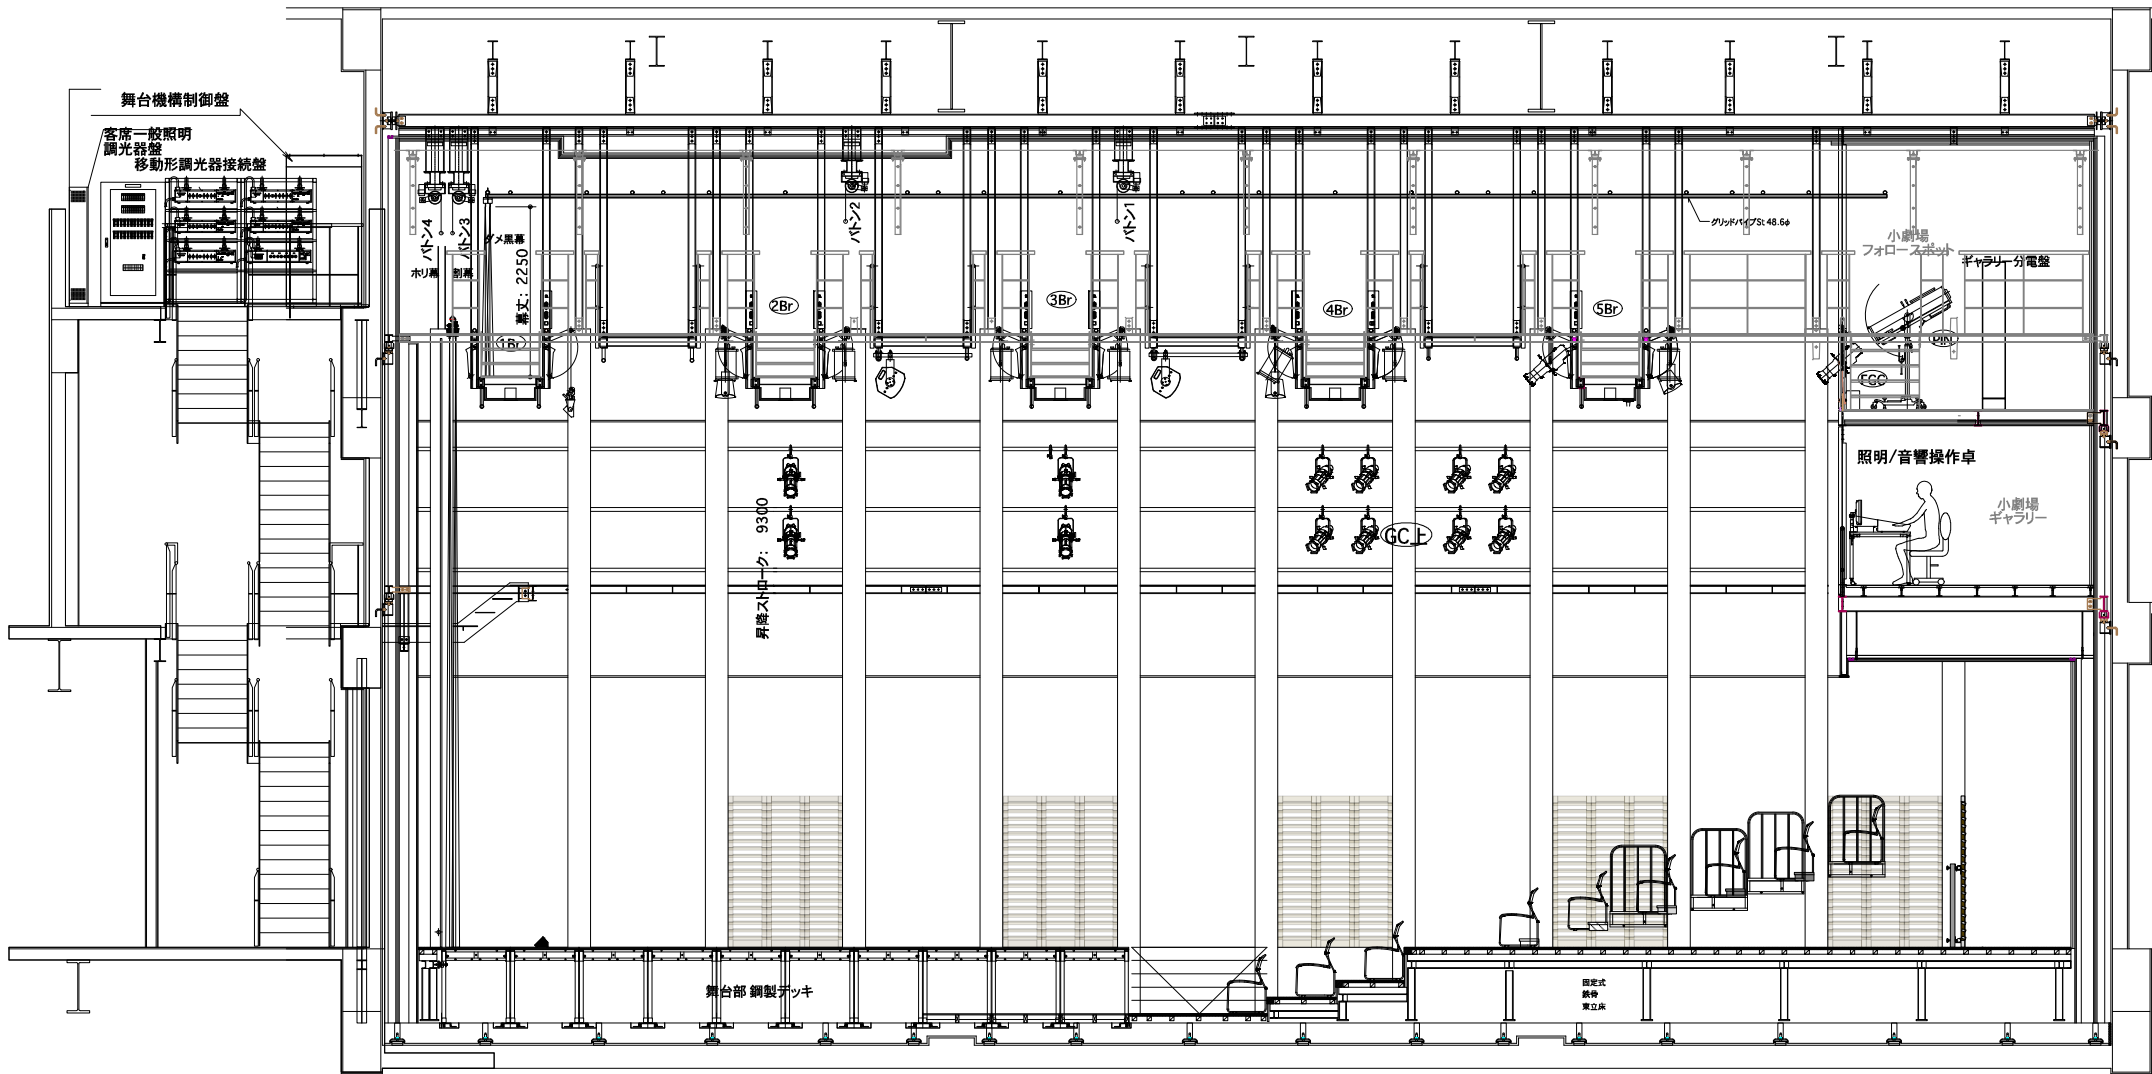 舞台機構制御盤
客席一般照明
調光器盤
移動形調光器接続盤
バトン4
バトン3
ホリ幕
割幕
ダメ黒幕
幕丈: 2250
バトン2
バトン1
グリッドパイプSt 48.6φ
小劇場
フォロースポット
ギャラリー分電盤
1Br
2Br
3Br
4Br
5Br
FGC
昇降ストローク: 9300
GC上
照明/音響操作卓
小劇場
ギャラリー
舞台部 鋼製デッキ
固定式
鉄骨
束立床